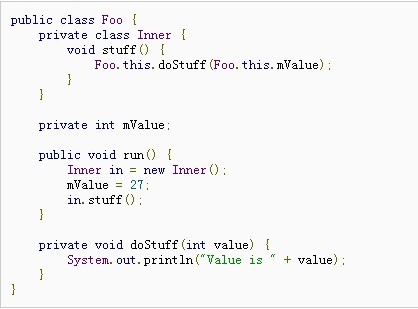 public class Foo {
    private class Inner {
        void stuff() {
            Foo.this.doStuff(Foo.this.mValue);
        }
    }

    private int mValue;

    public void run() {
        Inner in = new Inner();
        mValue = 27;
        in.stuff();
    }

    private void doStuff(int value) {
        System.out.println("Value is " + value);
    }
}